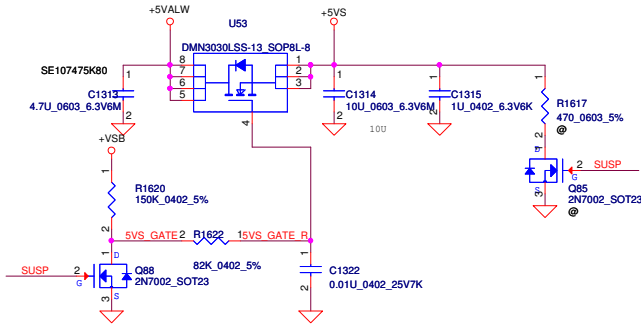 +5VALW
U53
+5VS
DMN3030LSS-13_SOP8L-8
8
7
6
5
1
2
3
4
SE107475K80
1
C1313
4.7U_0603_6.3V6M
2
1
C1314
10U_0603_6.3V6M
2
10U
1
C1315
1U_0402_6.3V6K
2
1
R1617
470_0603_5%
@
2
D
1
2
SUSP
G
S
3
Q85
2N7002_SOT23
@
+VSB
1
R1620
150K_0402_5%
2
5VS_GATE
2
R1622
1
5VS_GATE_R
82K_0402_5%
1
D
SUSP
2
G
Q88
2N7002_SOT23
S
3
1
C1322
0.01U_0402_25V7K
2